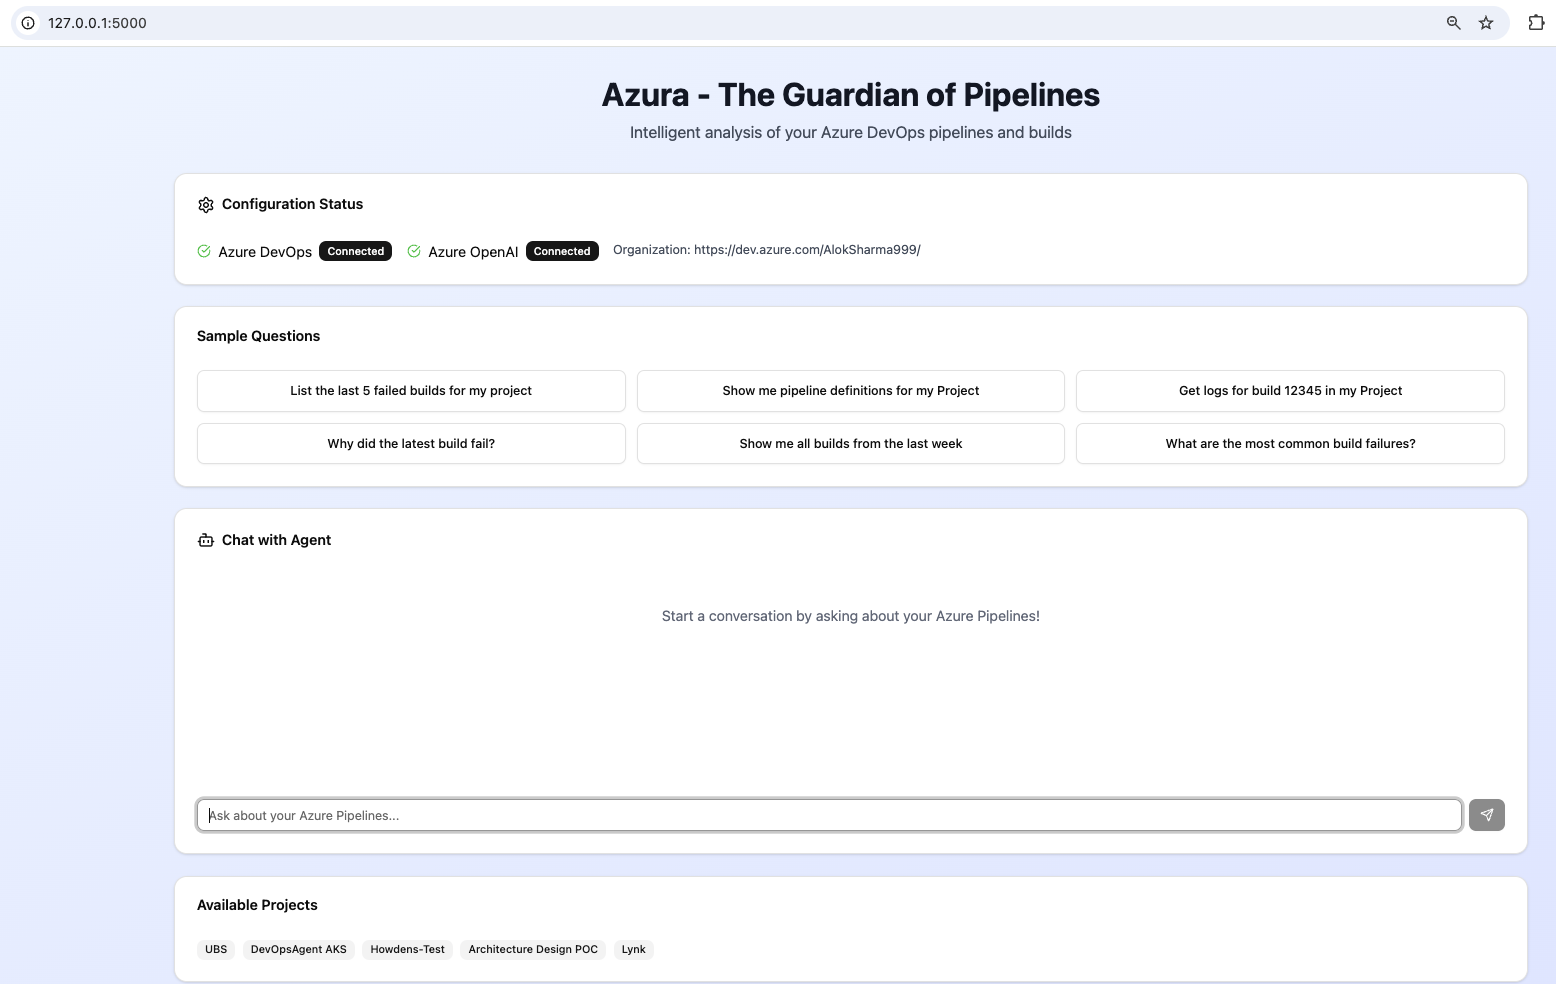 127.0.0.1:5000
Azura - The Guardian of Pipelines
Intelligent analysis of your Azure DevOps pipelines and builds
Configuration Status
Azure DevOps Connected Azure OpenAI Connected Organization: https://dev.azure.com/AlokSharma999/
Sample Questions
List the last 5 failed builds for my project
Show me pipeline definitions for my Project
Get logs for build 12345 in my Project
Why did the latest build fail?
Show me all builds from the last week
What are the most common build failures?
Chat with Agent
Start a conversation by asking about your Azure Pipelines!
Ask about your Azure Pipelines...
Available Projects
UBS DevOpsAgent AKS Howdens-Test Architecture Design POC Lynk